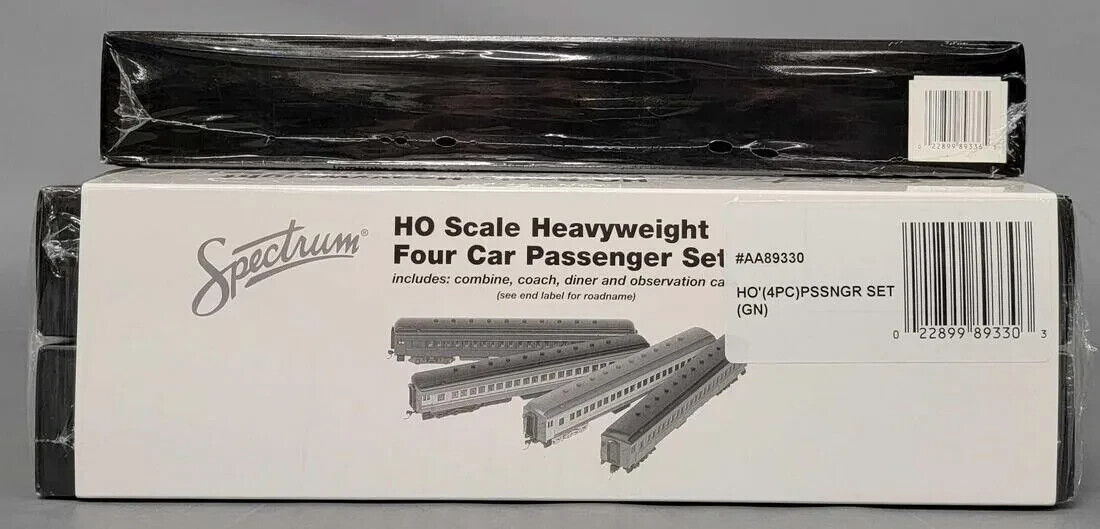 0 22899 89336
Spectrum®
HO Scale Heavyweight
Four Car Passenger Set
includes: combine, coach, diner and observation ca
(see end label for roadname)
#AA89330
HO'(4PC)PSSNGR SET
(GN)
0 22899 89330 3